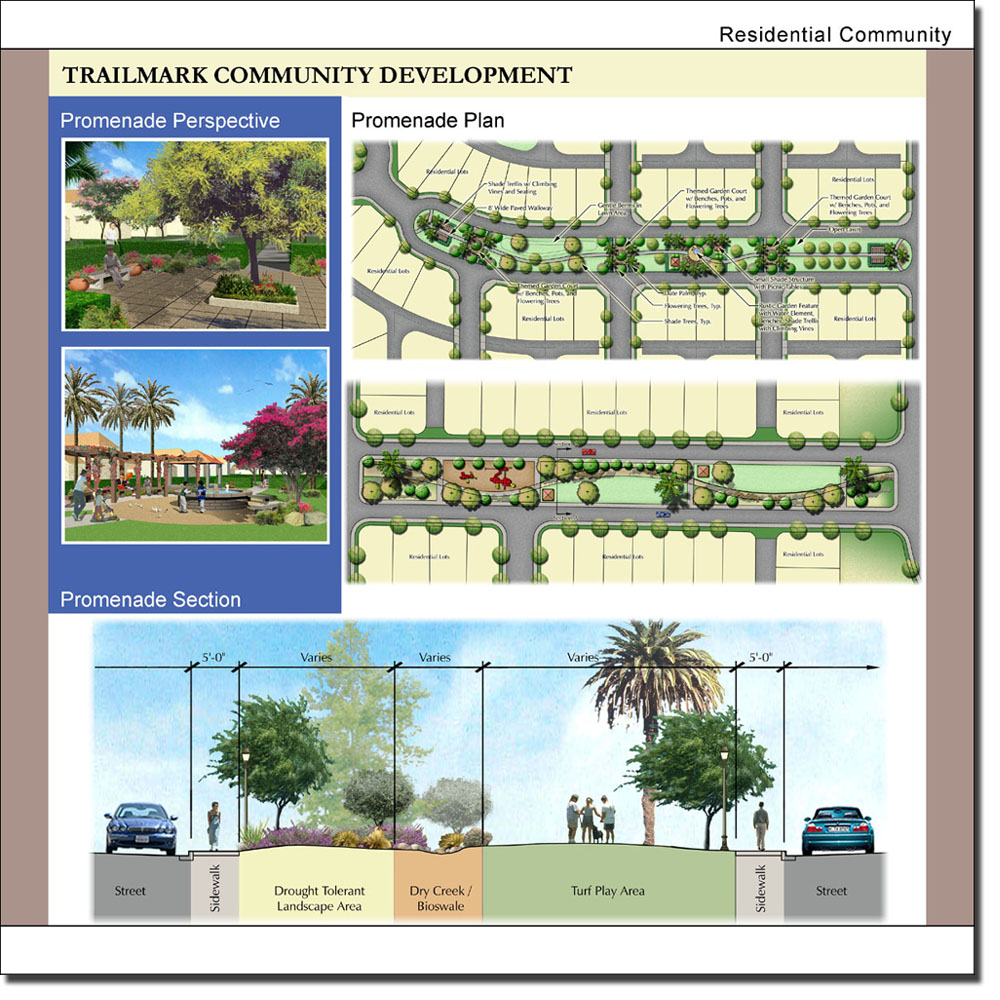 Residential Community
TRAILMARK COMMUNITY DEVELOPMENT
Promenade Perspective
Promenade Plan
Residential Lots
Shade Trellis w/ Climbing
Vines and Seating
8' Wide Paved Walkway
Gentle Berms in
Lawn Area
Themed Garden Court
w/ Benches, Pots, and
Flowering Trees
Residential Lots
Themed Garden Court
w/ Benches, Pots, and
Flowering Trees
Open Lawn
Residential Lots
Themed Garden Court
w/ Benches, Pots, and
Flowering Trees
Residential Lots
Date Palm, Typ.
Flowering Trees, Typ.
Shade Trees, Typ.
Small Shade Structure
with Picnic Tables
Rustic Garden Feature
with Water Element,
Benches, Shade Trellis
with Climbing Vines
Residential Lots
Residential Lots
Residential Lots
Residential Lots
Residential Lots
Residential Lots
Residential Lots
Promenade Section
5'-0"
Varies
Varies
Varies
5'-0"
Street
Sidewalk
Drought Tolerant
Landscape Area
Dry Creek /
Bioswale
Turf Play Area
Sidewalk
Street